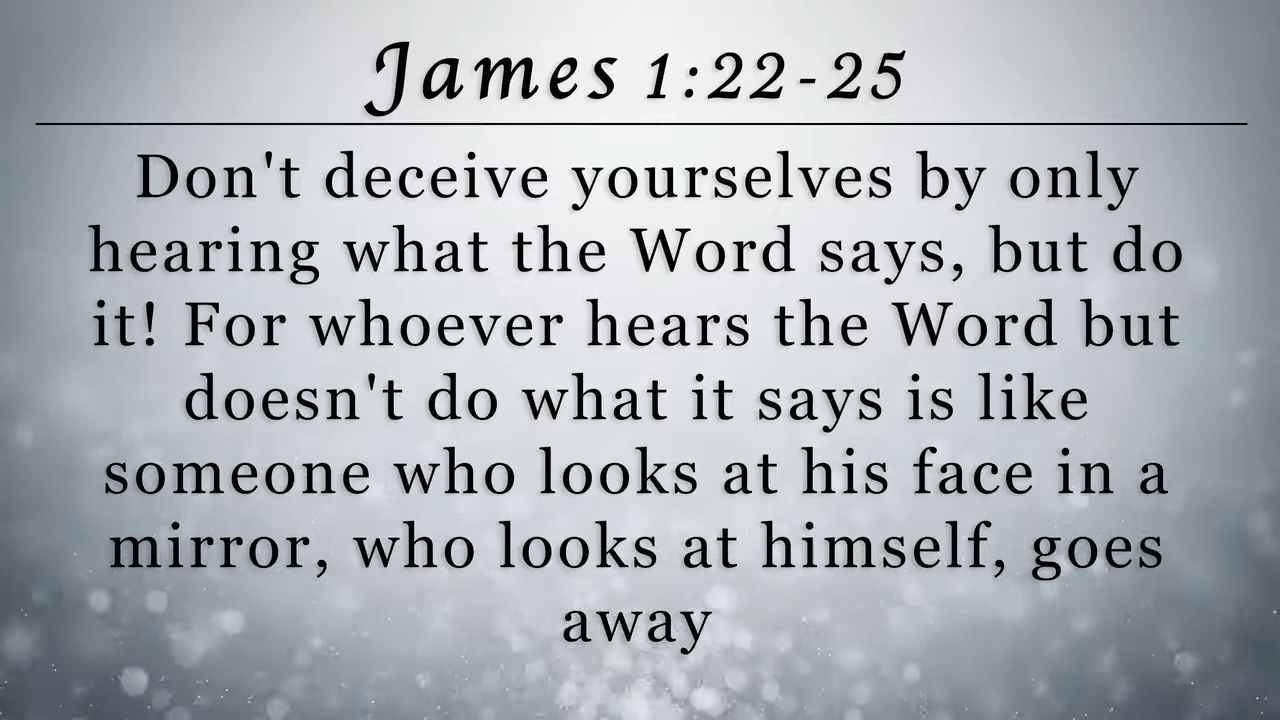 James 1:22-25
Don't deceive yourselves by only
hearing what the Word says, but do
it! For whoever hears the Word but
doesn't do what it says is like
someone who looks at his face in a
mirror, who looks at himself, goes
away